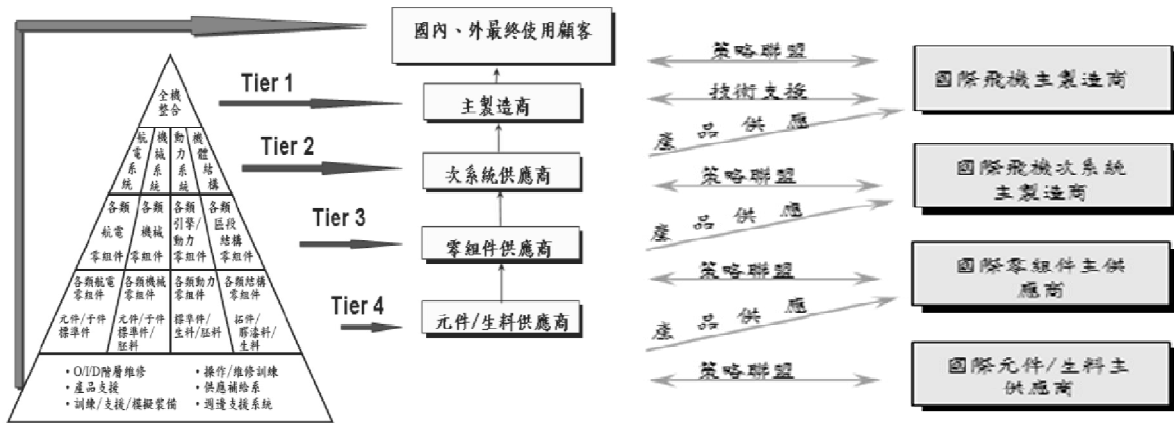 國內、外最終使用顧客
Tier 1
全機
整合
主製造商
航電系統
機械系統
動力系統
機體結構
Tier 2
次系統供應商
各類
航電
零組件
各類
機械
零組件
各類
引擎/
動力
零組件
各類
區段
結構
零組件
Tier 3
零組件供應商
各類航電
零組件
元件/子件
標準件
各類機械
零組件
元件/子件
標準件/
胚料
各類動力
零組件
標準件/
生料/胚料
各類結構
零組件
拓件/
膠漆料/
生料
Tier 4
元件/生料供應商
• O/I/D階層維修
• 產品支援
• 訓練/支援/模擬裝備
• 操作/維修訓練
• 供應補給系
• 週邊支援系統
策略聯盟
技術支援
產品供應
策略聯盟
產品供應
策略聯盟
產品供應
策略聯盟
國際飛機主製造商
國際飛機次系統
主製造商
國際零組件主供
應商
國際元件/生料主
供應商